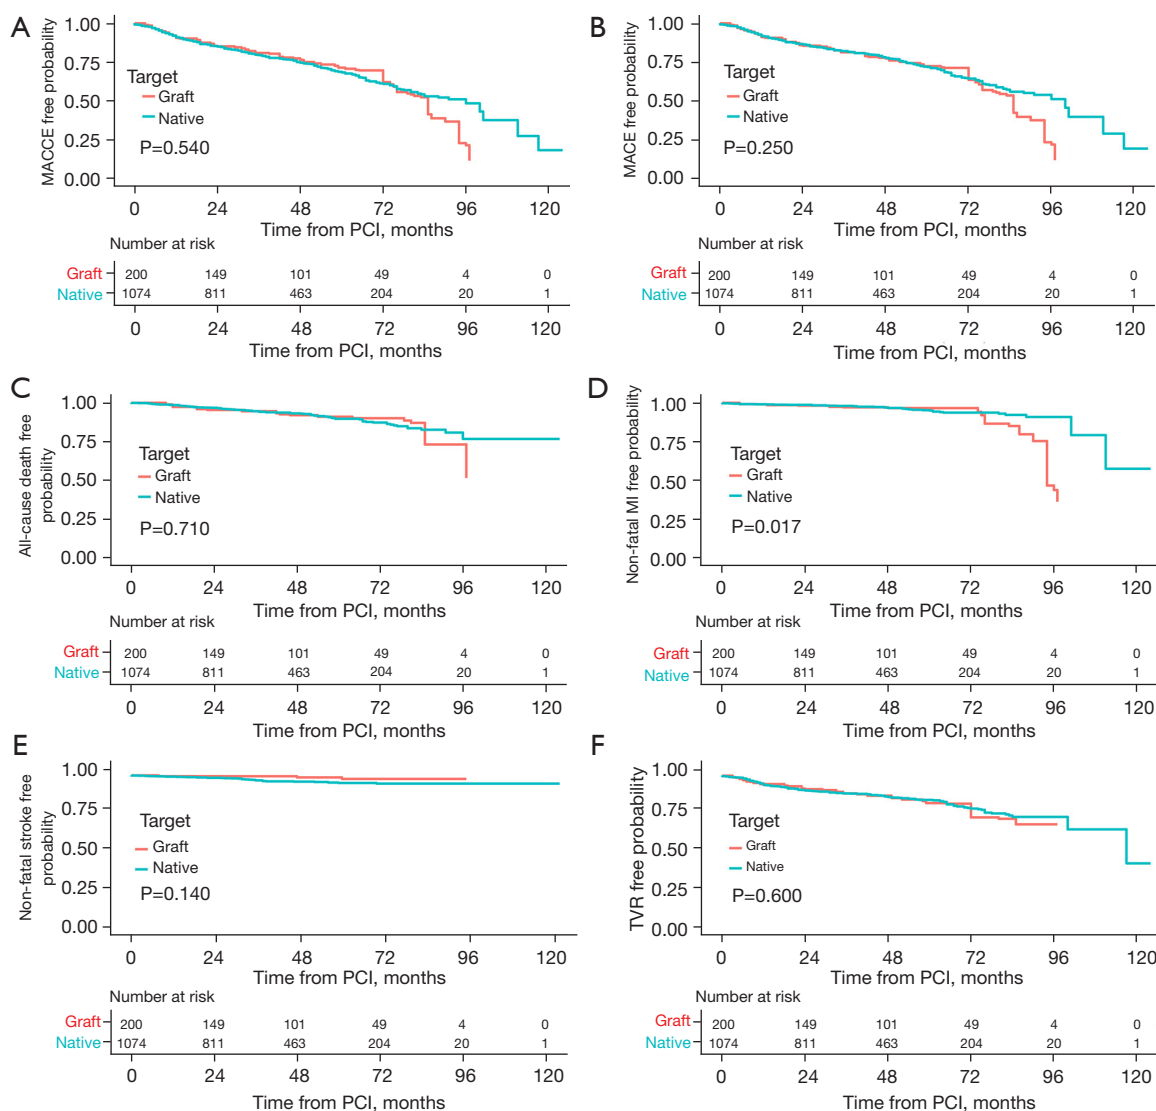 A
MACCE free probability
1.00
0.75
0.50
0.25
0.00
Target
Graft
Native
P=0.540
0 24 48 72 96 120
Time from PCI, months
Number at risk
Graft 200 149 101 49 4 0
Native 1074 811 463 204 20 1
0 24 48 72 96 120
Time from PCI, months
B
MACE free probability
1.00
0.75
0.50
0.25
0.00
Target
Graft
Native
P=0.250
0 24 48 72 96 120
Time from PCI, months
Number at risk
Graft 200 149 101 49 4 0
Native 1074 811 463 204 20 1
0 24 48 72 96 120
Time from PCI, months
C
All-cause death free
probability
1.00
0.75
0.50
0.25
0.00
Target
Graft
Native
P=0.710
0 24 48 72 96 120
Time from PCI, months
Number at risk
Graft 200 149 101 49 4 0
Native 1074 811 463 204 20 1
0 24 48 72 96 120
Time from PCI, months
D
Non-fatal MI free probability
1.00
0.75
0.50
0.25
0.00
Target
Graft
Native
P=0.017
0 24 48 72 96 120
Time from PCI, months
Number at risk
Graft 200 149 101 49 4 0
Native 1074 811 463 204 20 1
0 24 48 72 96 120
Time from PCI, months
E
Non-fatal stroke free
probability
1.00
0.75
0.50
0.25
0.00
Target
Graft
Native
P=0.140
0 24 48 72 96 120
Time from PCI, months
Number at risk
Graft 200 149 101 49 4 0
Native 1074 811 463 204 20 1
0 24 48 72 96 120
Time from PCI, months
F
TVR free probability
1.00
0.75
0.50
0.25
0.00
Target
Graft
Native
P=0.600
0 24 48 72 96 120
Time from PCI, months
Number at risk
Graft 200 149 101 49 4 0
Native 1074 811 463 204 20 1
0 24 48 72 96 120
Time from PCI, months